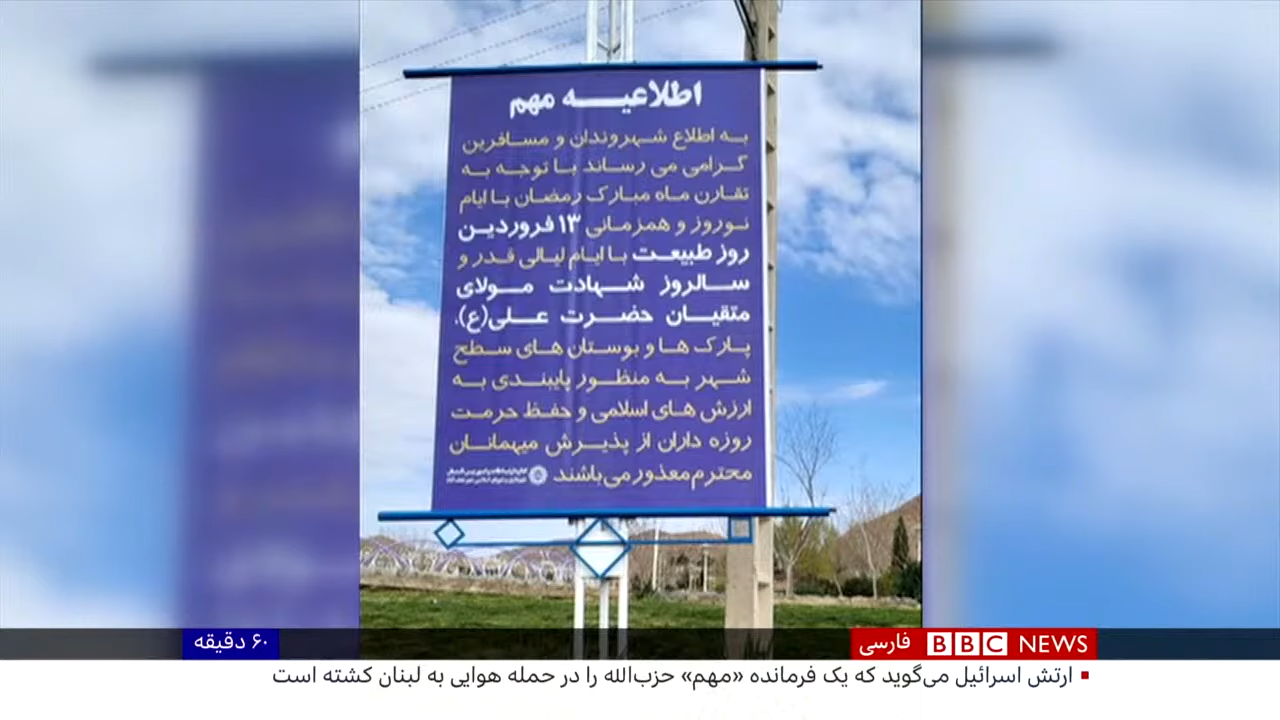 اطلاعیه مهم
به اطلاع شهروندان و مسافرین
گرامی می رساند با توجه به
تقارن ماه مبارک رمضان با ایام
نوروز و همزمانی ۱۳ فروردین
روز طبیعت با ایام لیالی قدر و
سالروز شهادت مولای
متقیان حضرت علی(ع)،
پارک ها و بوستان های سطح
شهر به منظور پایبندی به
ارزش های اسلامی و حفظ حرمت
روزه داران از پذیرش میهمانان
محترم معذور می‌باشند
۶۰ دقیقه
BBC NEWS فارسی
ارتش اسرائیل می‌گوید که یک فرمانده «مهم» حزب‌الله را در حمله هوایی به لبنان کشته است